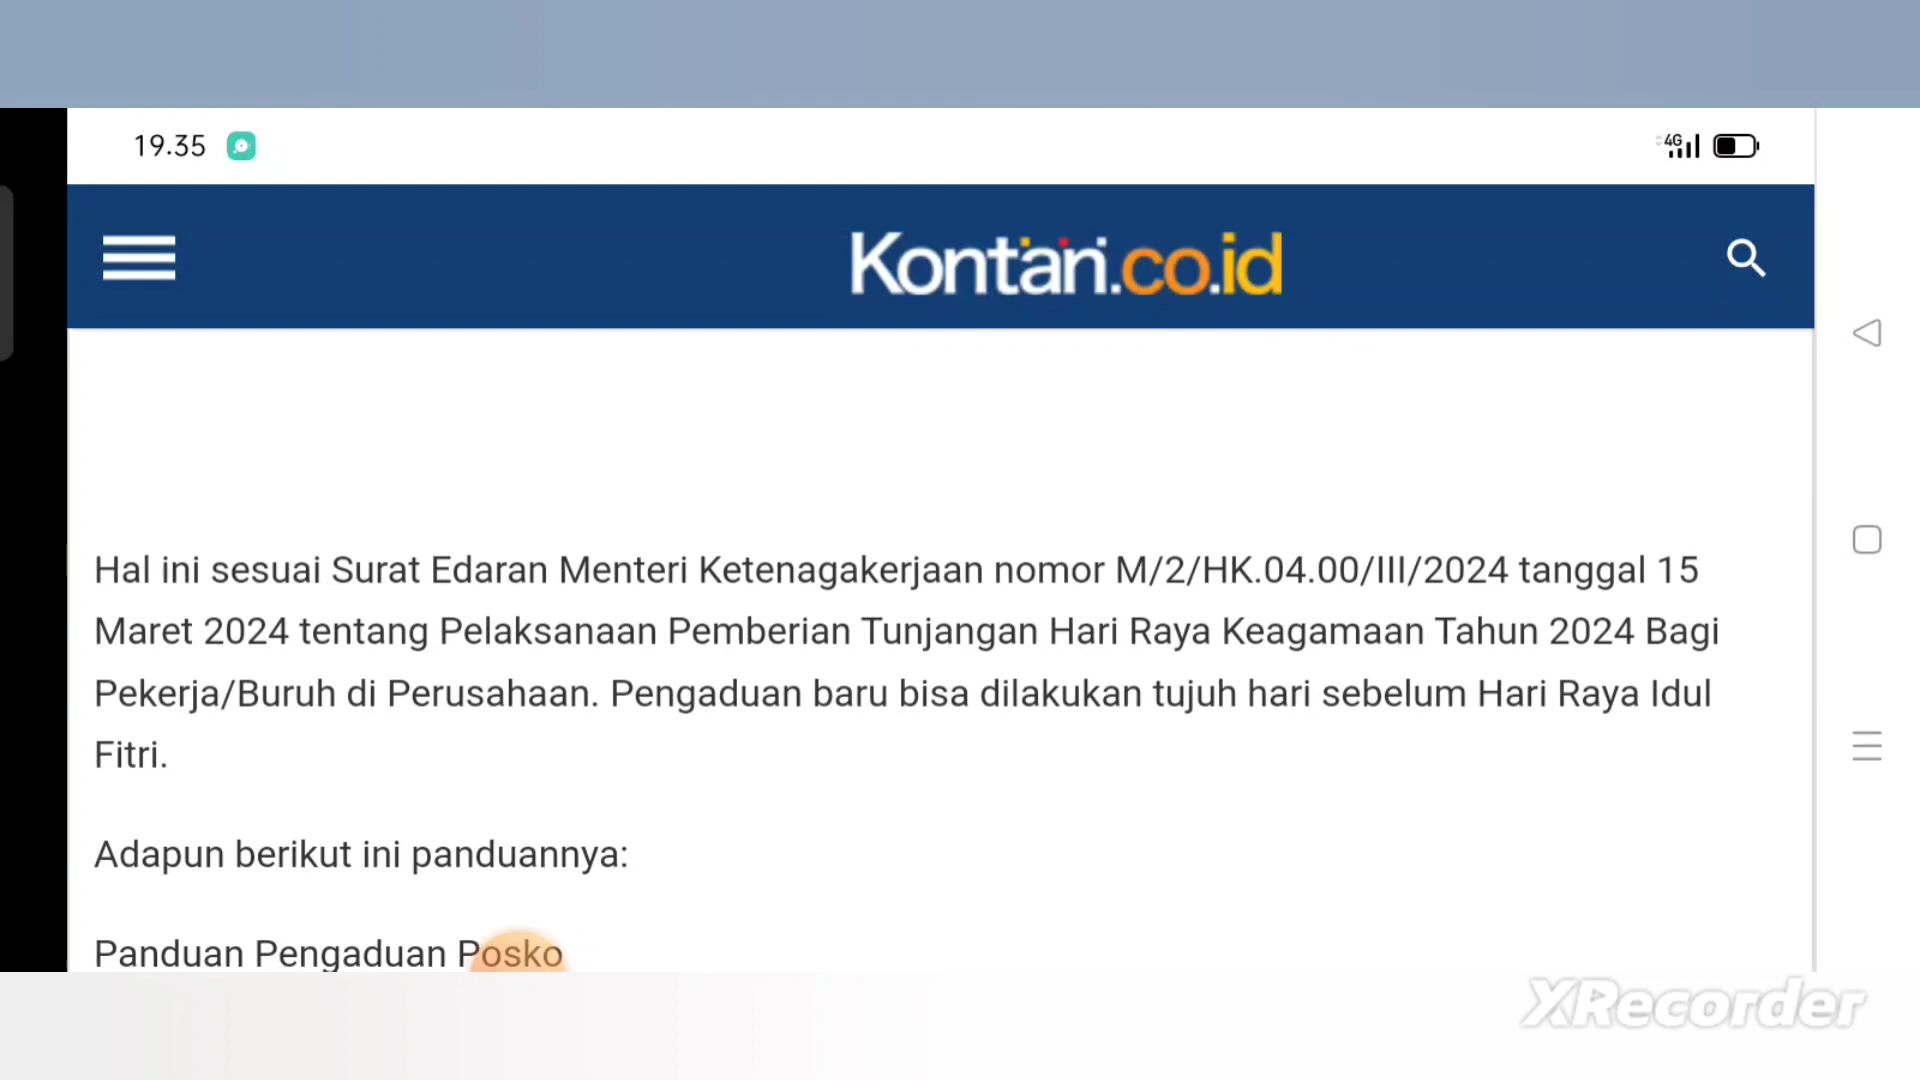 19.35
4G
Kontan.co.id
Hal ini sesuai Surat Edaran Menteri Ketenagakerjaan nomor M/2/HK.04.00/III/2024 tanggal 15
Maret 2024 tentang Pelaksanaan Pemberian Tunjangan Hari Raya Keagamaan Tahun 2024 Bagi
Pekerja/Buruh di Perusahaan. Pengaduan baru bisa dilakukan tujuh hari sebelum Hari Raya Idul
Fitri.
Adapun berikut ini panduannya:
Panduan Pengaduan Posko
XRecorder